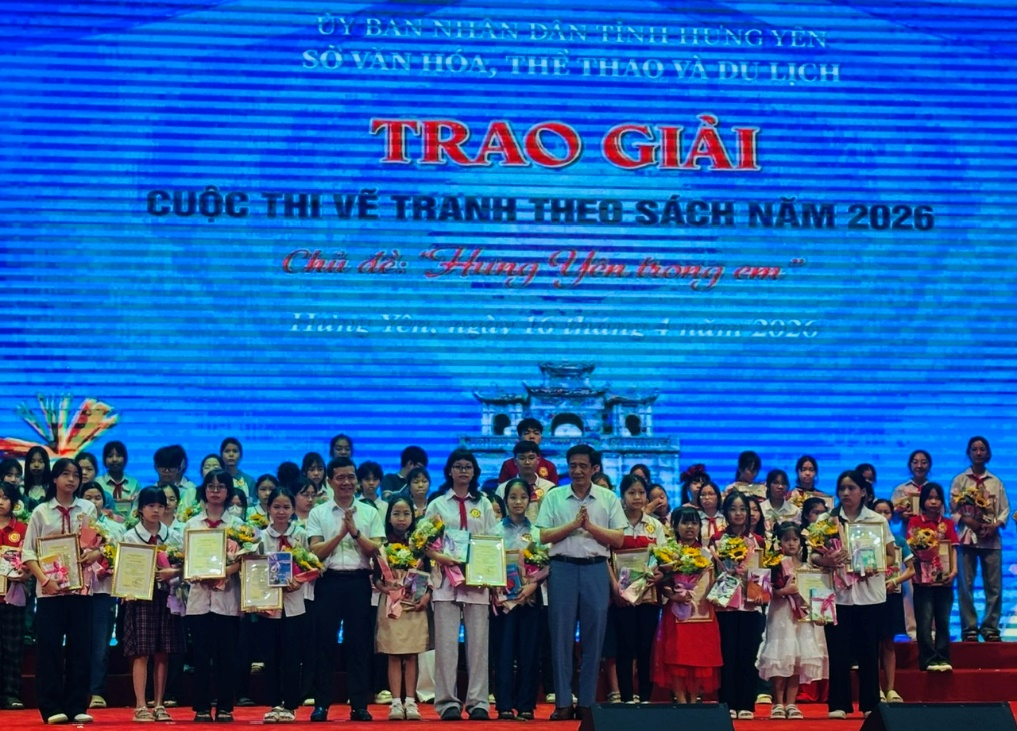 ỦY BAN NHÂN DÂN TỈNH HƯNG YÊN
SỞ VĂN HÓA, THỂ THAO VÀ DU LỊCH
TRAO GIẢI
CUỘC THI VẼ TRANH THEO SÁCH NĂM 2026
Chủ đề: "Hưng Yên trong em"
Hưng Yên, ngày 16 tháng 4 năm 2026